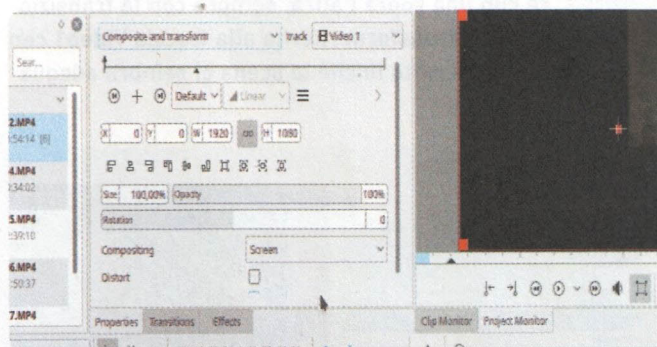 Composite and transform track Video 1
Sear...
Default Linear
2.MP4
:54:14 [6]
X 0 Y 0 W 1920 H 1080
4.MP4
:34:02
Size 100,00% Opacity 100%
5.MP4
:39:10
Rotation 0
Compositing Screen
6.MP4
:50:37
Distort
7.MP4
Properties Transitions Effects
Clip Monitor Project Monitor